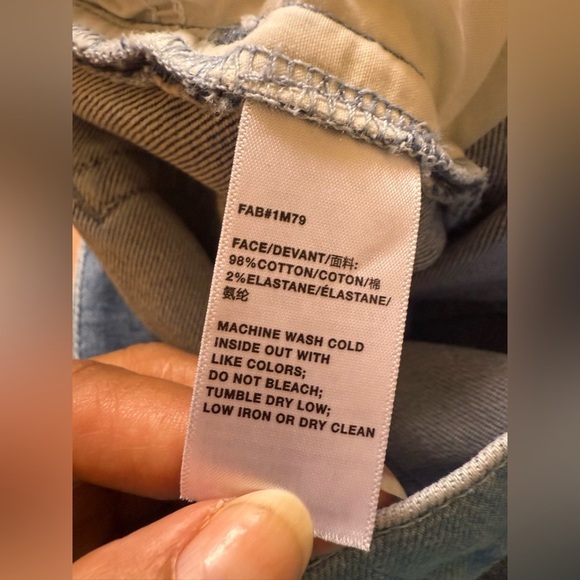 FAB#1M79
FACE/DEVANT/面料:
98%COTTON/COTON/棉
2%ELASTANE/ÉLASTANE/
氨纶
MACHINE WASH COLD
INSIDE OUT WITH
LIKE COLORS;
DO NOT BLEACH;
TUMBLE DRY LOW;
LOW IRON OR DRY CLEAN